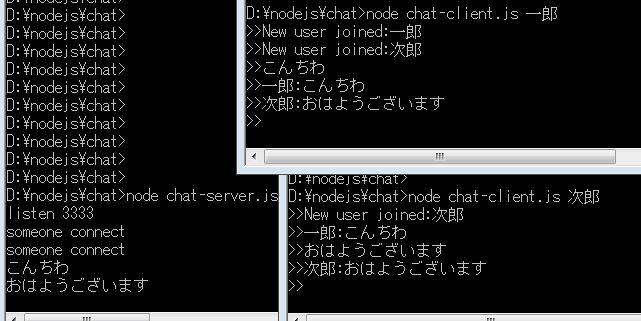 D:¥nodejs¥chat>
D:¥nodejs¥chat>
D:¥nodejs¥chat>
D:¥nodejs¥chat>
D:¥nodejs¥chat>
D:¥nodejs¥chat>
D:¥nodejs¥chat>
D:¥nodejs¥chat>
D:¥nodejs¥chat>
D:¥nodejs¥chat>
D:¥nodejs¥chat>node chat-server.js
listen 3333
someone connect
someone connect
こんちわ
おはようございます
D:¥nodejs¥chat>node chat-client.js 一郎
>>New user joined:一郎
>>New user joined:次郎
>>こんちわ
>>一郎:こんちわ
>>次郎:おはようございます
>>
D:¥nodejs¥chat>
D:¥nodejs¥chat>node chat-client.js 次郎
>>New user joined:次郎
>>一郎:こんちわ
>>おはようございます
>>次郎:おはようございます
>>